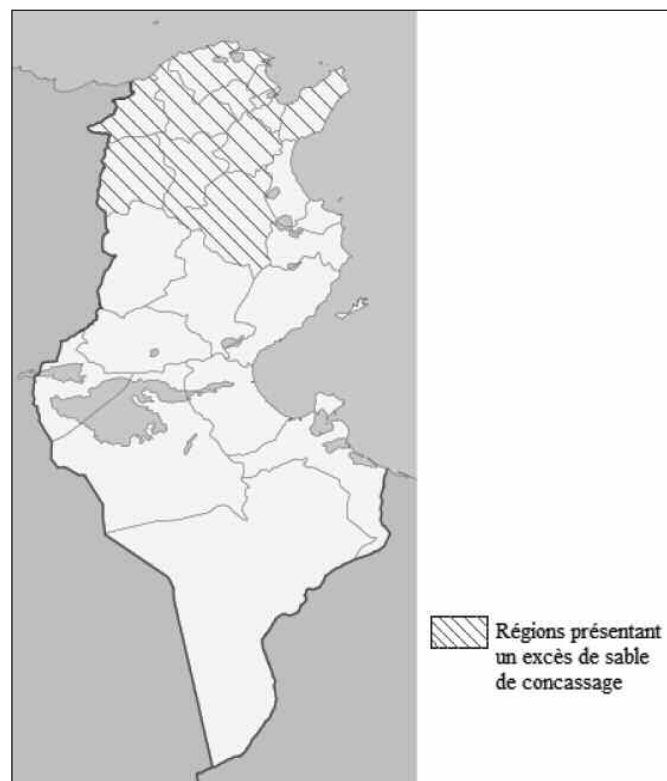 Régions présentant
un excès de sable
de concassage